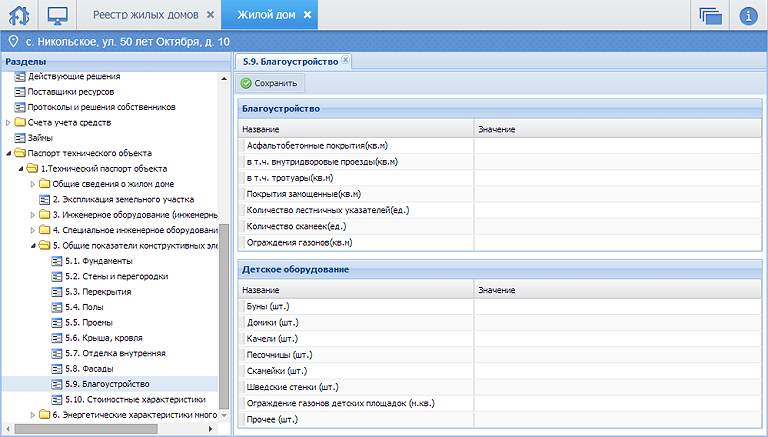 Реестр жилых домов
Жилой дом
с. Никольское, ул. 50 лет Октября, д. 10
Разделы
Действующие решения
Поставщики ресурсов
Протоколы и решения собственников
Счета учета средств
Займы
Паспорт технического объекта
1.Технический паспорт объекта
Общие сведения о жилом доме
2. Экспликация земельного участка
3. Инженерное оборудование (инженерны
4. Специальное инженерное оборудовани
5. Общие показатели конструктивных эле
5.1. Фундаменты
5.2. Стены и перегородки
5.3. Перекрытия
5.4. Полы
5.5. Проемы
5.6. Крыша, кровля
5.7. Отделка внутренняя
5.8. Фасады
5.9. Благоустройство
5.10. Стоимостные характеристики
6. Энергетические характеристики много
5.9. Благоустройство
Сохранить
Благоустройство
Название Значение
Асфальтобетонные покрытия(кв.м)
в т.ч. внутридворовые проезды(кв.м)
в т.ч. тротуары(кв.м)
Покрытия замощенные(кв.м)
Количество лестничных указателей(ед.)
Количество скамеек(ед.)
Ограждения газонов(кв.м)
Детское оборудование
Название Значение
Буны (шт.)
Домики (шт.)
Качели (шт.)
Песочницы (шт.)
Скамейки (шт.)
Шведские стенки (шт.)
Ограждение газонов детских площадок (м.кв.)
Прочее (шт.)